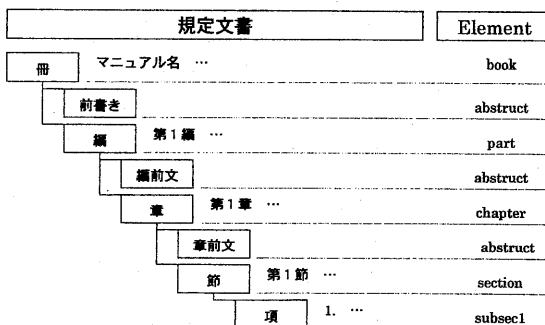 規定文書 Element
冊 マニュアル名 … book
前書き abstruct
編 第1編 … part
編前文 abstruct
章 第1章 … chapter
章前文 abstruct
節 第1節 … section
項 1. … subsec1